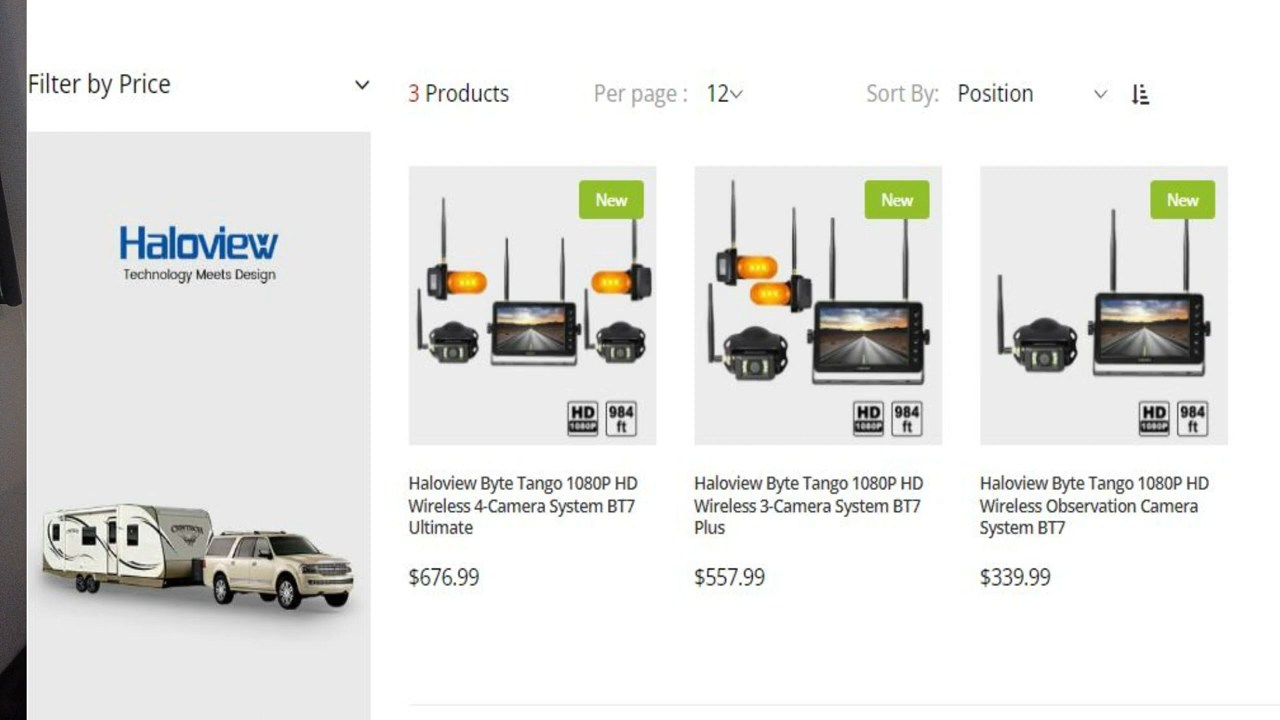 Filter by Price
3 Products
Per page :
12
Sort By:
Position
Haloview
Technology Meets Design
New
HD
1080P
984
ft
New
HD
1080P
984
ft
New
HD
1080P
984
ft
Haloview Byte Tango 1080P HD
Wireless 4-Camera System BT7
Ultimate
$676.99
Haloview Byte Tango 1080P HD
Wireless 3-Camera System BT7
Plus
$557.99
Haloview Byte Tango 1080P HD
Wireless Observation Camera
System BT7
$339.99